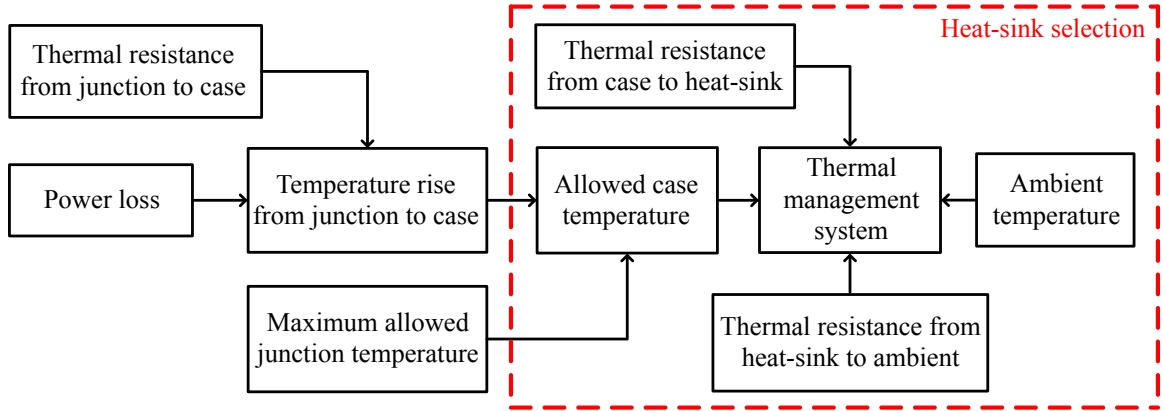 Heat-sink selection
Thermal resistance
from junction to case
Thermal resistance
from case to heat-sink
Power loss
Temperature rise
from junction to case
Allowed case
temperature
Thermal
management
system
Ambient
temperature
Maximum allowed
junction temperature
Thermal resistance from
heat-sink to ambient